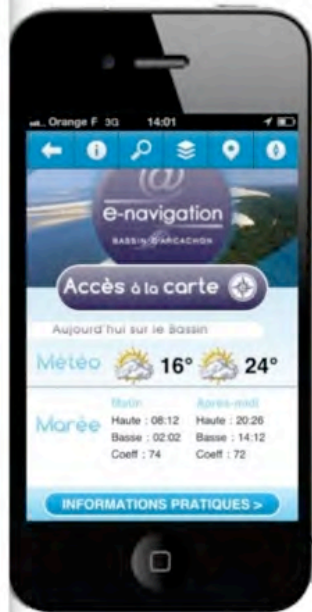 Orange F 3G 14:01
@
e-navigation
BASSIN D'ARCACHON
Accès à la carte
Aujourd'hui sur le Bassin
Météo 16° 24°
Marée
Matin
Haute : 08:12
Basse : 02:02
Coeff : 74
Après-midi
Haute : 20:26
Basse : 14:12
Coeff : 72
INFORMATIONS PRATIQUES >